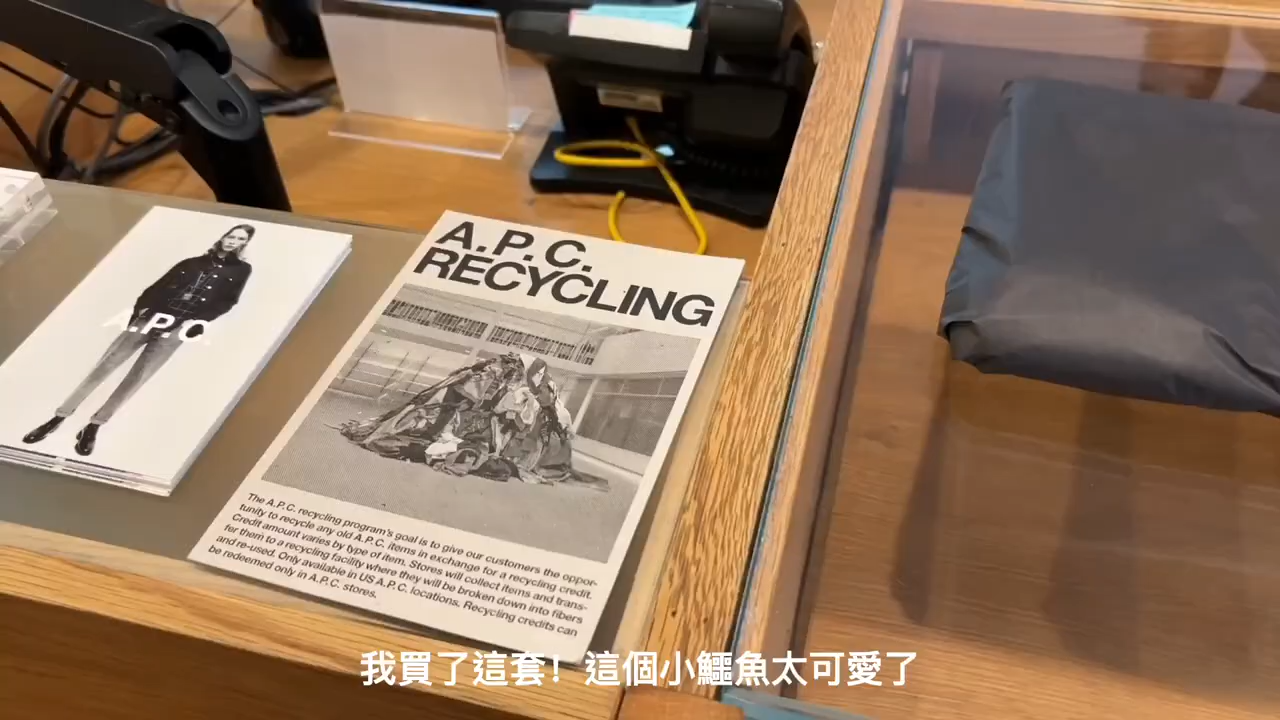 A.P.C.
A.P.C.
RECYCLING
The A.P.C. recycling program's goal is to give our customers the oppor-
tunity to recycle any old A.P.C. items in exchange for a recycling credit.
Credit amount varies by type of item. Stores will collect items and trans-
fer them to a recycling facility where they will be broken down into fibers
and re-used. Only available in US A.P.C. locations. Recycling credits can
be redeemed only in A.P.C. stores.
我買了這套！這個小鱷魚太可愛了